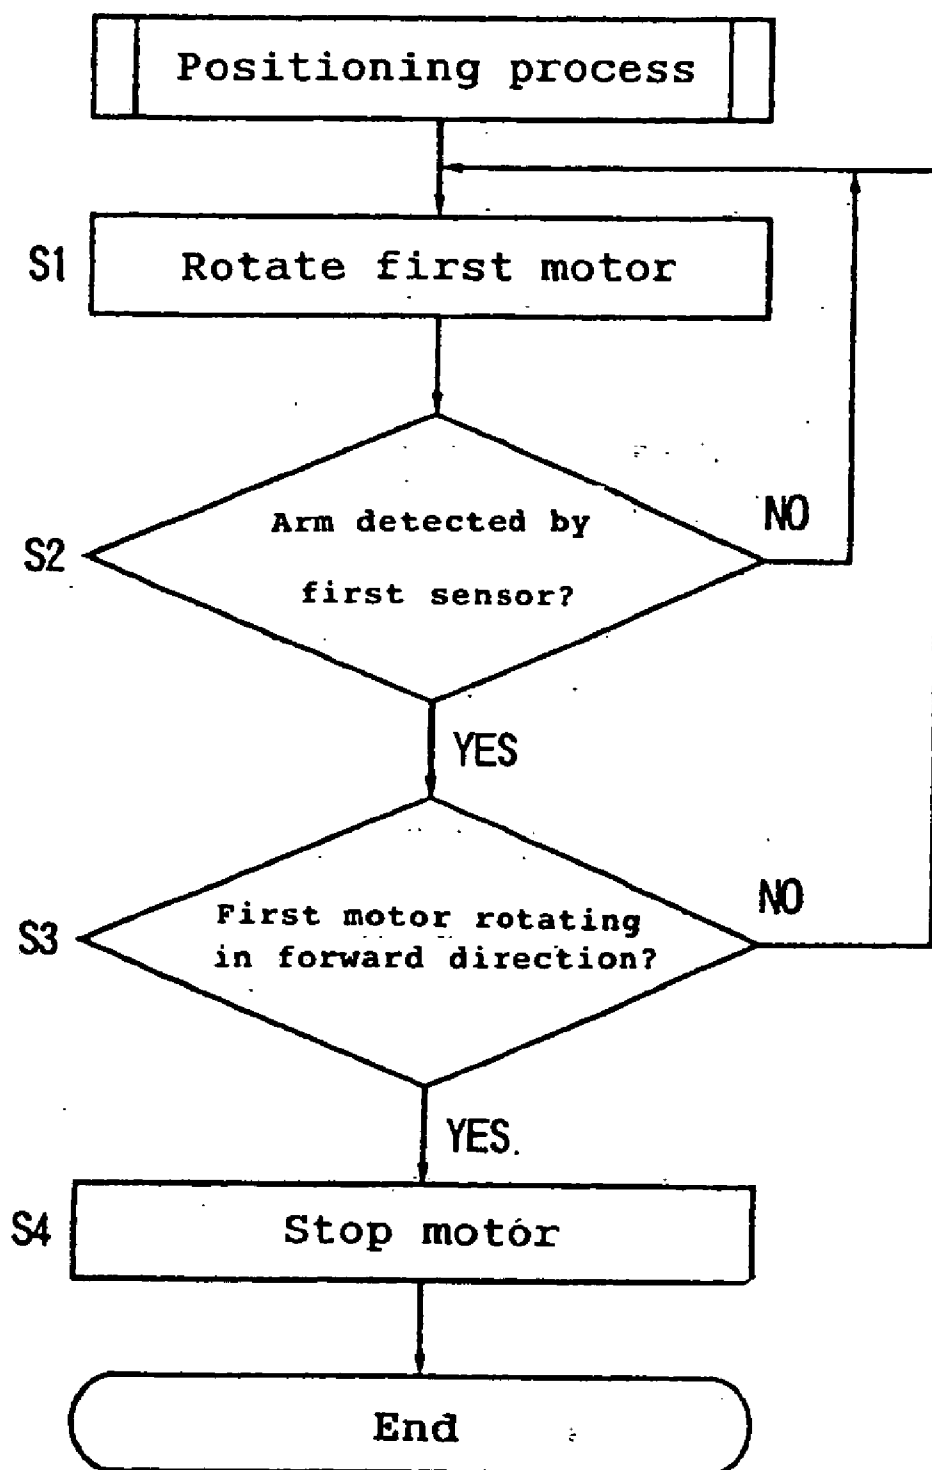 Positioning process
S1
Rotate first motor
S2
Arm detected by
first sensor?
NO
YES
S3
First motor rotating
in forward direction?
NO
YES.
S4
Stop motor
End